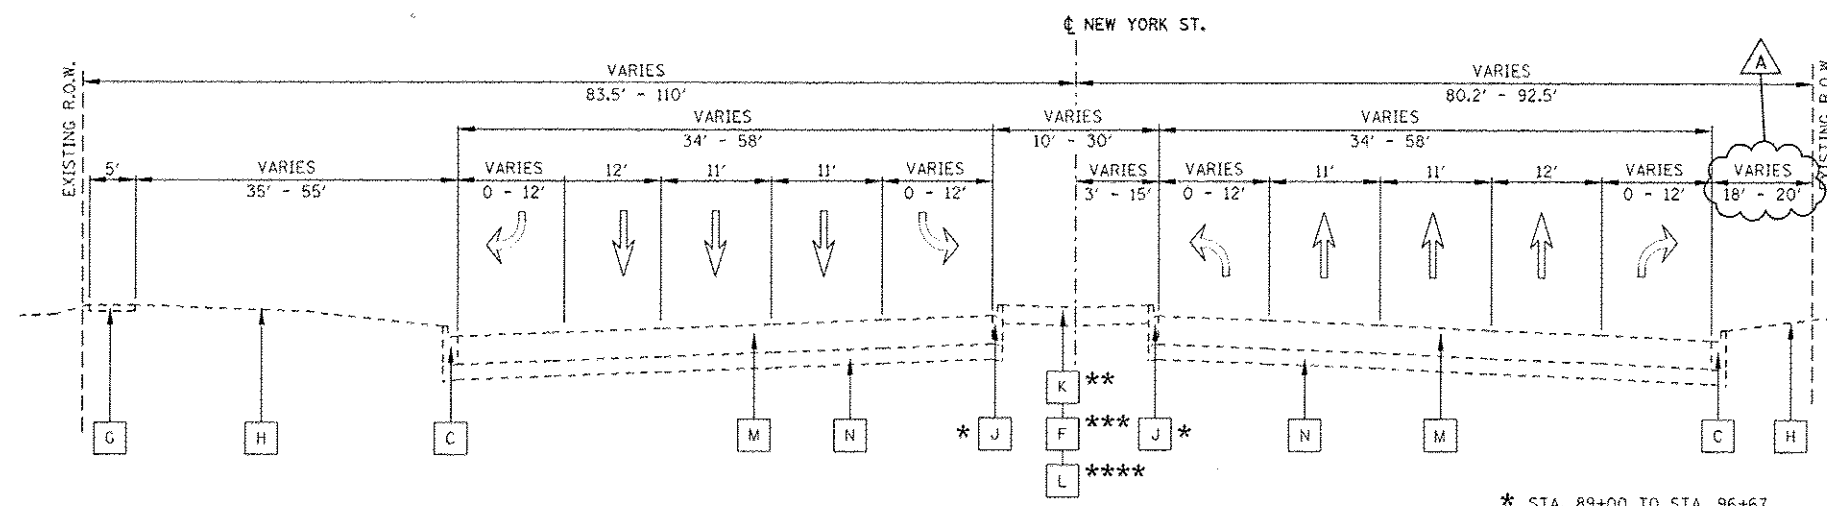 ℄ NEW YORK ST.
EXISTING R.O.W.
VARIES
83.5' - 110'
VARIES
80.2' - 92.5'
A
EXISTING R.O.W.
VARIES
34' - 58'
VARIES
10' - 30'
VARIES
34' - 58'
5'
VARIES
35' - 55'
VARIES
0 - 12'
12'
11'
11'
VARIES
0 - 12'
VARIES
3' - 15'
VARIES
0 - 12'
11'
11'
12'
VARIES
0 - 12'
VARIES
18' - 20'
K **
G
H
C
M
N
* J
F ***
J *
N
M
C
H
L ****
* STA. 89+00 TO STA. 96+67